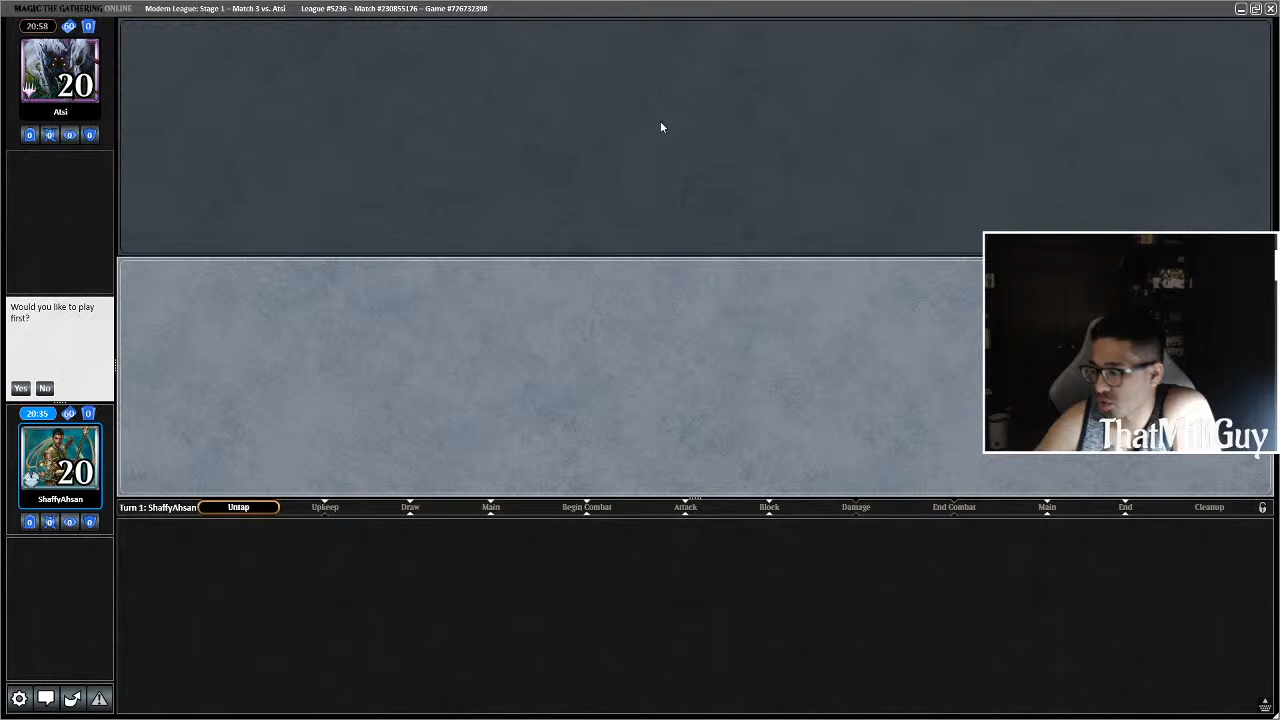 MAGIC THE GATHERING ONLINE Modern League: Stage 1 – Match 3 vs. Atsi League #5236 – Match #230855176 – Game #726732398
20:58 60 0
20
Atsi
0 0 0 0
Would you like to play
first?
Yes No
20:35 60 0
20
ShaffyAhsan
0 0 0 0
ThatMillGuy
Turn 1: ShaffyAhsan Untap Upkeep Draw Main Begin Combat Attack Block Damage End Combat Main End Cleanup